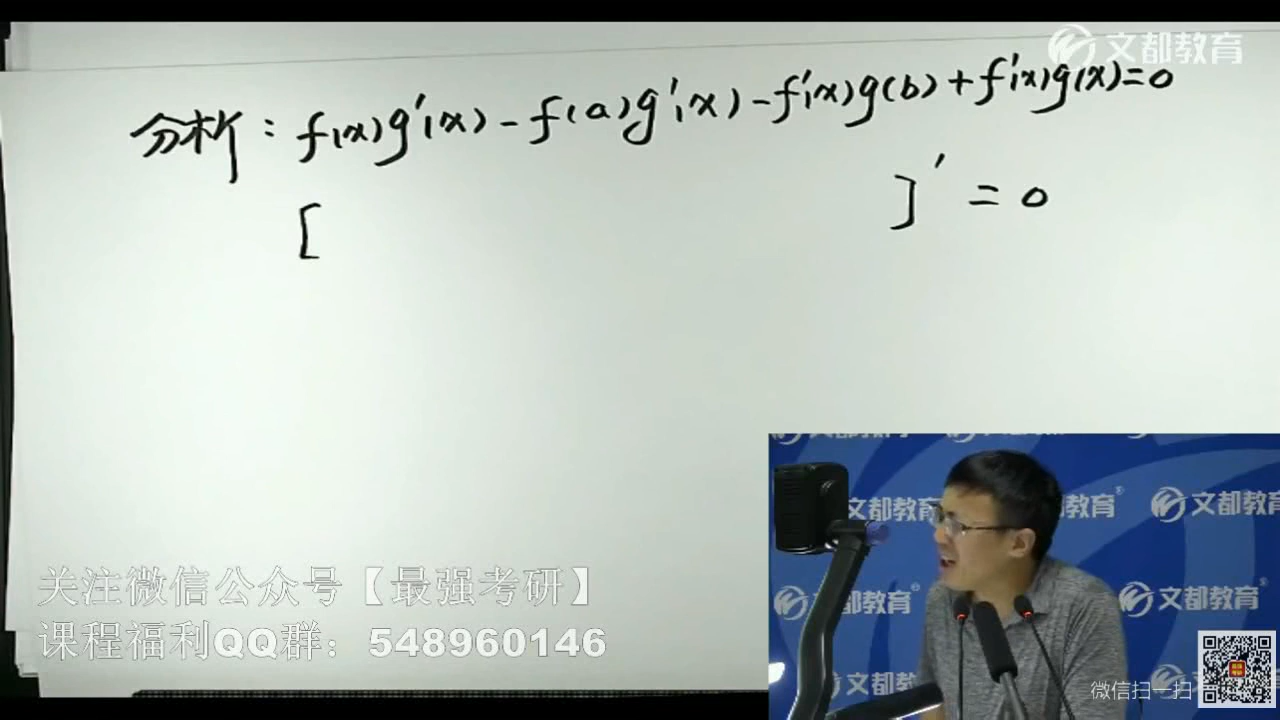 文都教育
分析：f(x)g'(x)-f(a)g'(x)-f'(x)g(b)+f'(x)g(x)=0
[ ]'=0
文都教育
教育®
文都教育
文都教育®
文都教育®
文都教
关注微信公众号【最强考研】
课程福利QQ群：548960146
微信扫一扫